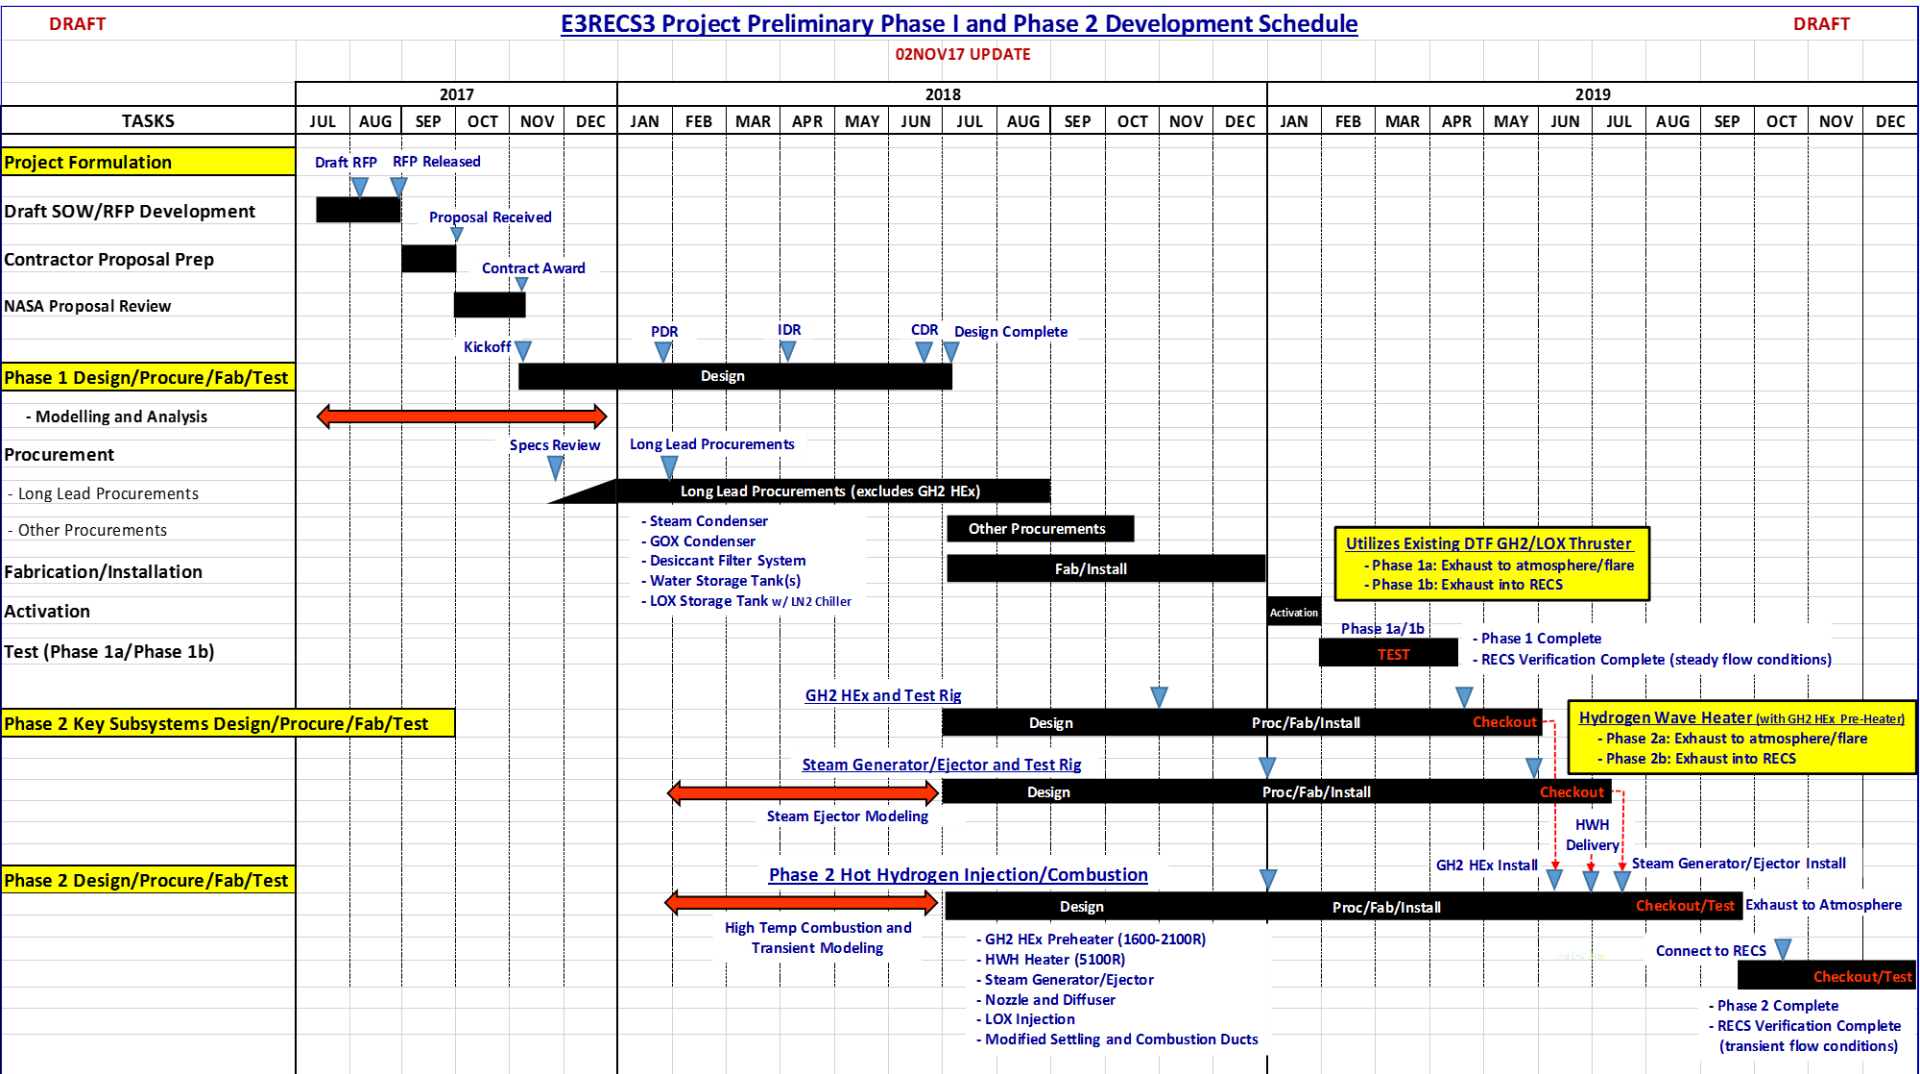 DRAFT
E3RECS3 Project Preliminary Phase I and Phase 2 Development Schedule
DRAFT
02NOV17 UPDATE
2017
2018
2019
TASKS
JUL AUG SEP OCT NOV DEC JAN FEB MAR APR MAY JUN JUL AUG SEP OCT NOV DEC JAN FEB MAR APR MAY JUN JUL AUG SEP OCT NOV DEC
Project Formulation
Draft RFP
RFP Released
Draft SOW/RFP Development
Proposal Received
Contractor Proposal Prep
Contract Award
NASA Proposal Review
Kickoff
PDR
IDR
CDR
Design Complete
Phase 1 Design/Procure/Fab/Test
Design
- Modelling and Analysis
Specs Review
Long Lead Procurements
Procurement
- Long Lead Procurements
Long Lead Procurements (excludes GH2 HEx)
- Steam Condenser
- GOX Condenser
- Desiccant Filter System
- Water Storage Tank(s)
- LOX Storage Tank w/ LN2 Chiller
- Other Procurements
Other Procurements
Fabrication/Installation
Fab/Install
Utilizes Existing DTF GH2/LOX Thruster
- Phase 1a: Exhaust to atmosphere/flare
- Phase 1b: Exhaust into RECS
Activation
Activation
Phase 1a/1b
Test (Phase 1a/Phase 1b)
TEST
- Phase 1 Complete
- RECS Verification Complete (steady flow conditions)
GH2 HEx and Test Rig
Phase 2 Key Subsystems Design/Procure/Fab/Test
Design
Proc/Fab/Install
Checkout
Hydrogen Wave Heater (with GH2 HEx Pre-Heater)
- Phase 2a: Exhaust to atmosphere/flare
- Phase 2b: Exhaust into RECS
Steam Generator/Ejector and Test Rig
Design
Proc/Fab/Install
Checkout
Steam Ejector Modeling
HWH
Delivery
GH2 HEx Install
Steam Generator/Ejector Install
Phase 2 Hot Hydrogen Injection/Combustion
Phase 2 Design/Procure/Fab/Test
Design
Proc/Fab/Install
Checkout/Test
Exhaust to Atmosphere
High Temp Combustion and
Transient Modeling
- GH2 HEx Preheater (1600-2100R)
- HWH Heater (5100R)
- Steam Generator/Ejector
- Nozzle and Diffuser
- LOX Injection
- Modified Settling and Combustion Ducts
Connect to RECS
Checkout/Test
- Phase 2 Complete
- RECS Verification Complete
(transient flow conditions)